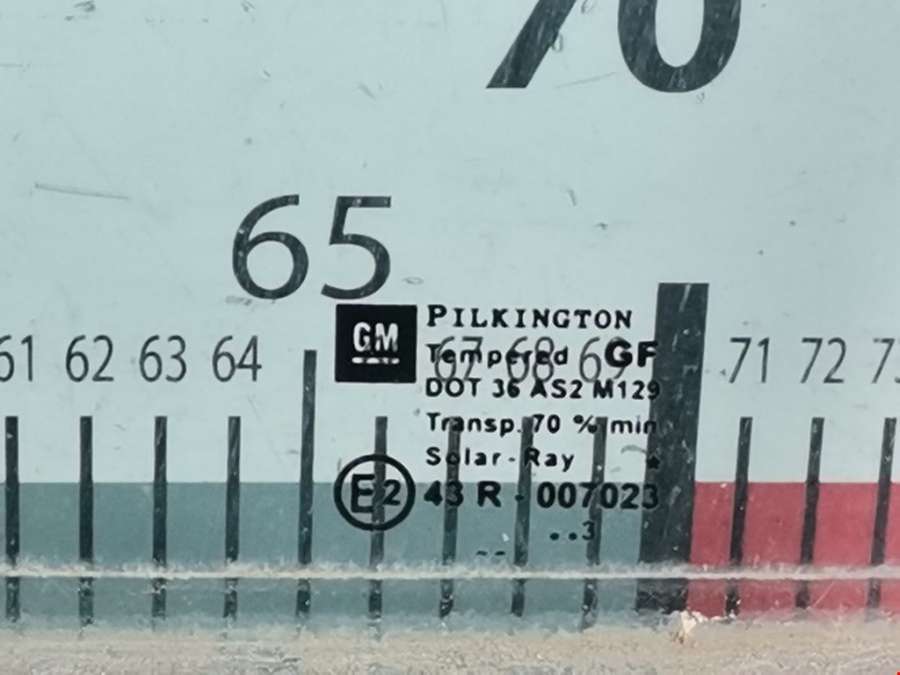 70
65
61 62 63 64 67 68 69 71 72 73
GM
PILKINGTON
Tempered GF
DOT 36 AS2 M129
Transp. 70 % min
Solar-Ray *
E2 43 R - 007023
..3
--